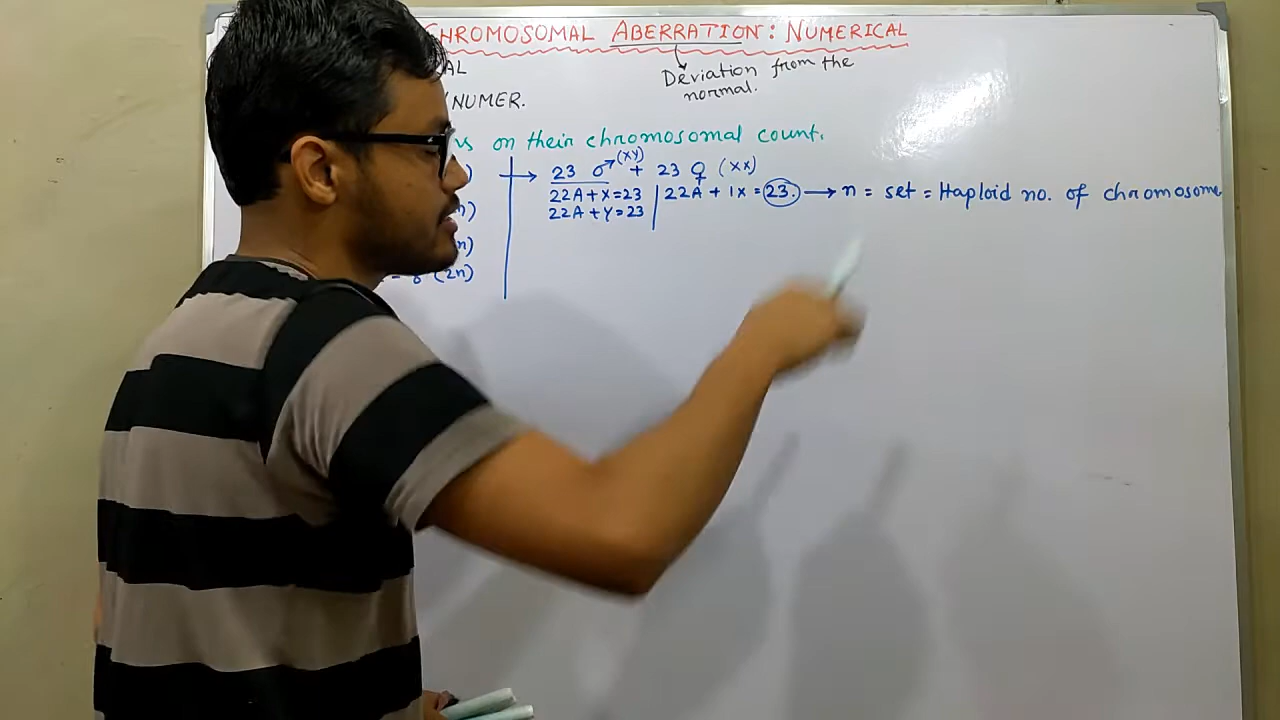 CHROMOSOMAL ABERRATION: NUMERICAL
AL
Deviation from the
normal.
NUMER.
on their chromosomal count.
23 ♂ (XY) + 23 ♀ (XX)
22A+X=23 | 22A + 1X = 23. → n = set = Haploid no. of chromosome
22A+Y=23
= 8 (2n)